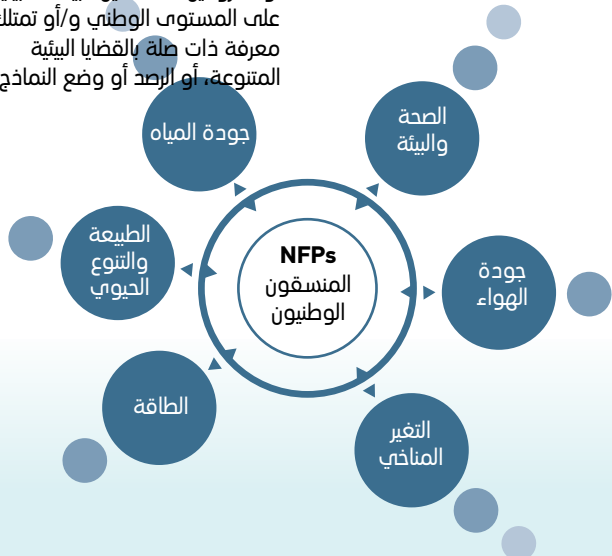 على المستوى الوطني و/أو تمتلك
معرفة ذات صلة بالقضايا البيئية
المتنوعة، أو الرصد أو وضع النماذج
الصحة
والبيئة
جودة المياه
الطبيعة
والتنوع
الحيوي
NFPs
المنسقون
الوطنيون
جودة
الهواء
الطاقة
التغير
المناخي